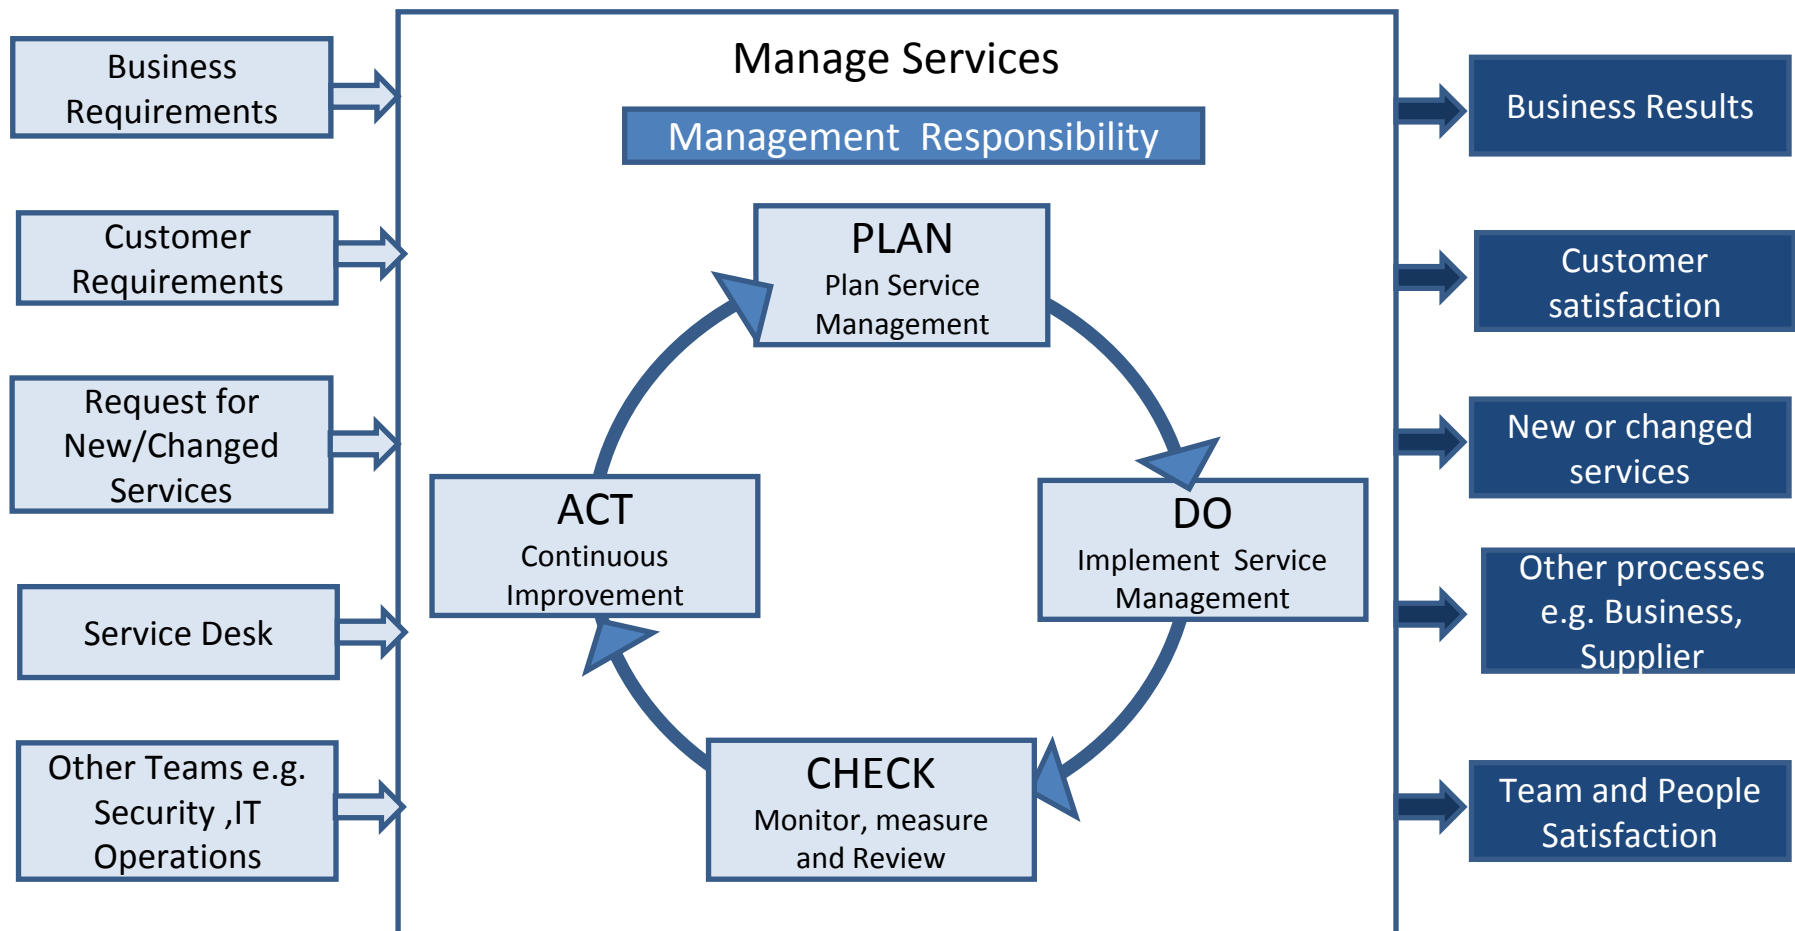 Business
Requirements
Customer
Requirements
Request for
New/Changed
Services
Service Desk
Other Teams e.g.
Security ,IT
Operations
Manage Services
Management  Responsibility
PLAN
Plan Service
Management
DO
Implement  Service
Management
CHECK
Monitor, measure
and Review
ACT
Continuous
Improvement
Business Results
Customer
satisfaction
New or changed
services
Other processes
e.g. Business,
Supplier
Team and People
Satisfaction